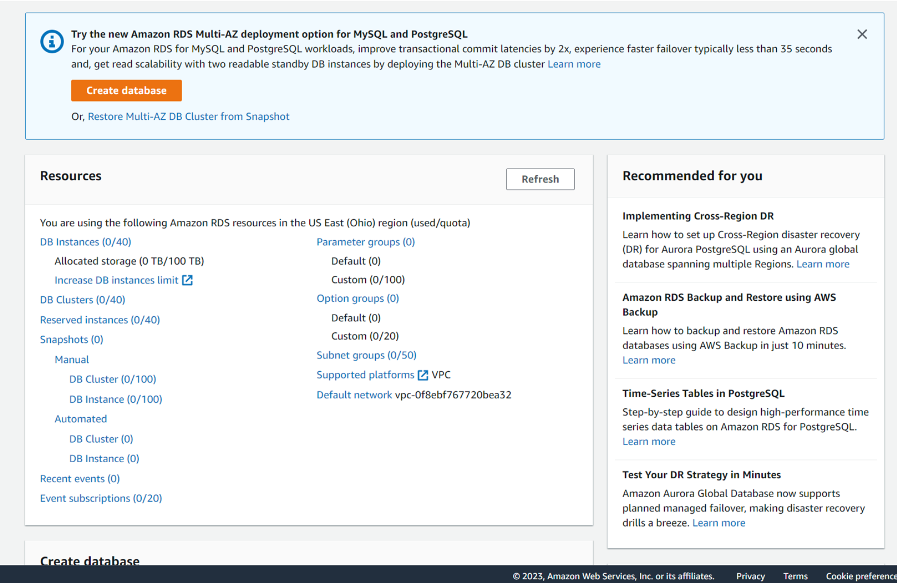 Try the new Amazon RDS Multi-AZ deployment option for MySQL and PostgreSQL
For your Amazon RDS for MySQL and PostgreSQL workloads, improve transactional commit latencies by 2x, experience faster failover typically less than 35 seconds
and, get read scalability with two readable standby DB instances by deploying the Multi-AZ DB cluster Learn more
Create database
Or, Restore Multi-AZ DB Cluster from Snapshot
Resources
Refresh
You are using the following Amazon RDS resources in the US East (Ohio) region (used/quota)
DB Instances (0/40)
Allocated storage (0 TB/100 TB)
Increase DB instances limit
DB Clusters (0/40)
Reserved instances (0/40)
Snapshots (0)
Manual
DB Cluster (0/100)
DB Instance (0/100)
Automated
DB Cluster (0)
DB Instance (0)
Recent events (0)
Event subscriptions (0/20)
Parameter groups (0)
Default (0)
Custom (0/100)
Option groups (0)
Default (0)
Custom (0/20)
Subnet groups (0/50)
Supported platforms VPC
Default network vpc-0f8ebf767720bea32
Recommended for you
Implementing Cross-Region DR
Learn how to set up Cross-Region disaster recovery
(DR) for Aurora PostgreSQL using an Aurora global
database spanning multiple Regions. Learn more
Amazon RDS Backup and Restore using AWS
Backup
Learn how to backup and restore Amazon RDS
databases using AWS Backup in just 10 minutes.
Learn more
Time-Series Tables in PostgreSQL
Step-by-step guide to design high-performance time
series data tables on Amazon RDS for PostgreSQL.
Learn more
Test Your DR Strategy in Minutes
Amazon Aurora Global Database now supports
planned managed failover, making disaster recovery
drills a breeze. Learn more
Create database
© 2023, Amazon Web Services, Inc. or its affiliates. Privacy Terms Cookie preference